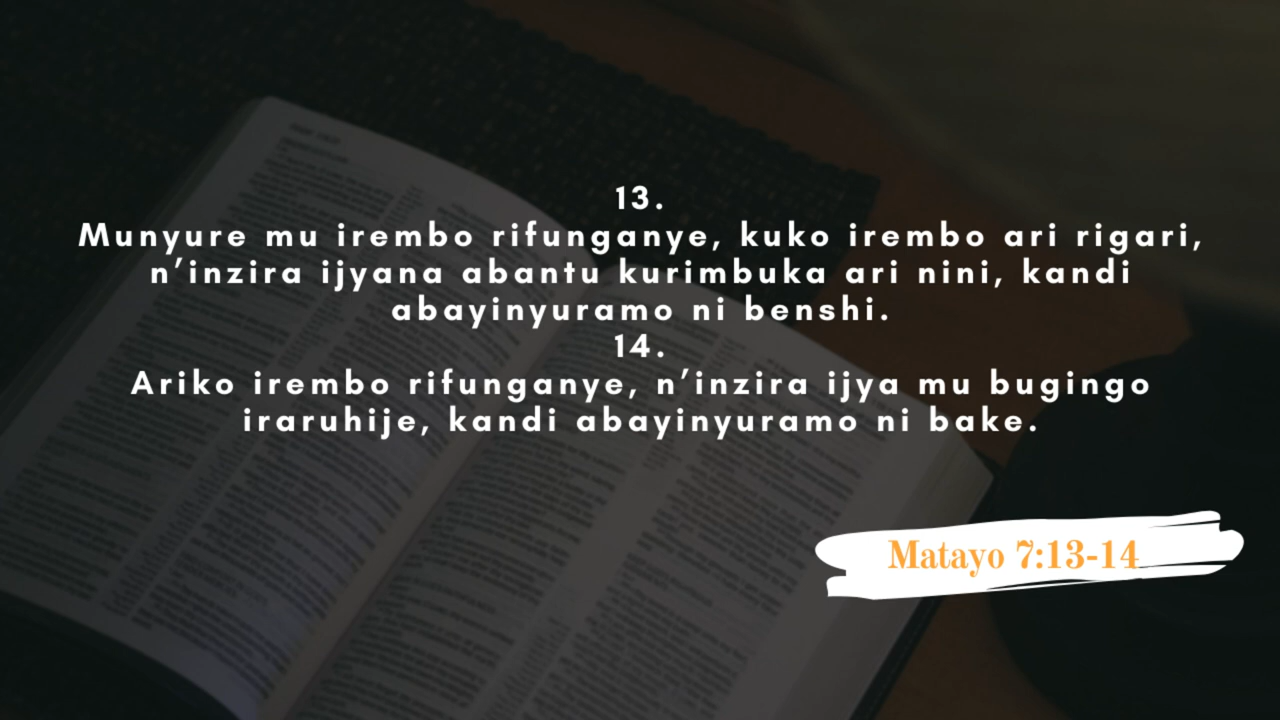 13.
Munyure mu irembo rifunganye, kuko irembo ari rigari,
n’inzira ijyana abantu kurimbuka ari nini, kandi
abayinyuramo ni benshi.
14.
Ariko irembo rifunganye, n’inzira ijya mu bugingo
iraruhije, kandi abayinyuramo ni bake.
Matayo 7:13-14